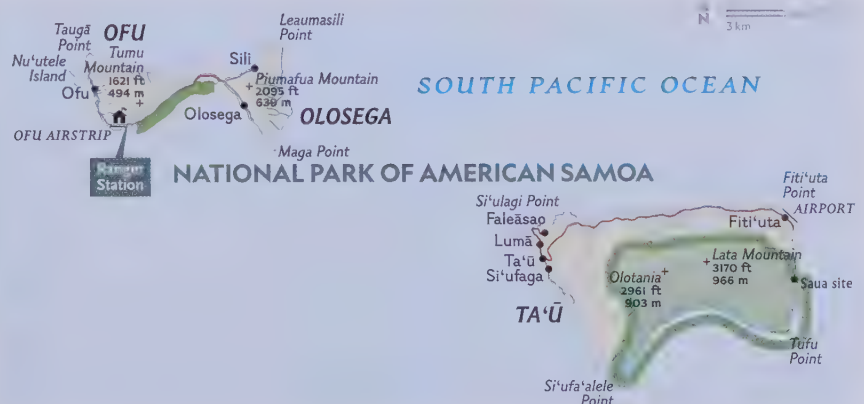 N
3 km
Leaumasili
Point
Taugā
Point
OFU
Tumu
Mountain
1621 ft
494 m
Nu'utele
Island
Ofu
Sili
Piumafua Mountain
2095 ft
639 m
Olosega
OLOSEGA
SOUTH PACIFIC OCEAN
OFU AIRSTRIP
Maga Point
Ranger
Station
NATIONAL PARK OF AMERICAN SAMOA
Fiti'uta
Point
AIRPORT
Si'ulagi Point
Faleāsao
Fiti'uta
Lumā
Ta'ū
Si'ufaga
Lata Mountain
3170 ft
966 m
Olotania
2961 ft
903 m
Saua site
TA'Ū
Tufu
Point
Si'ufa'alele
Point